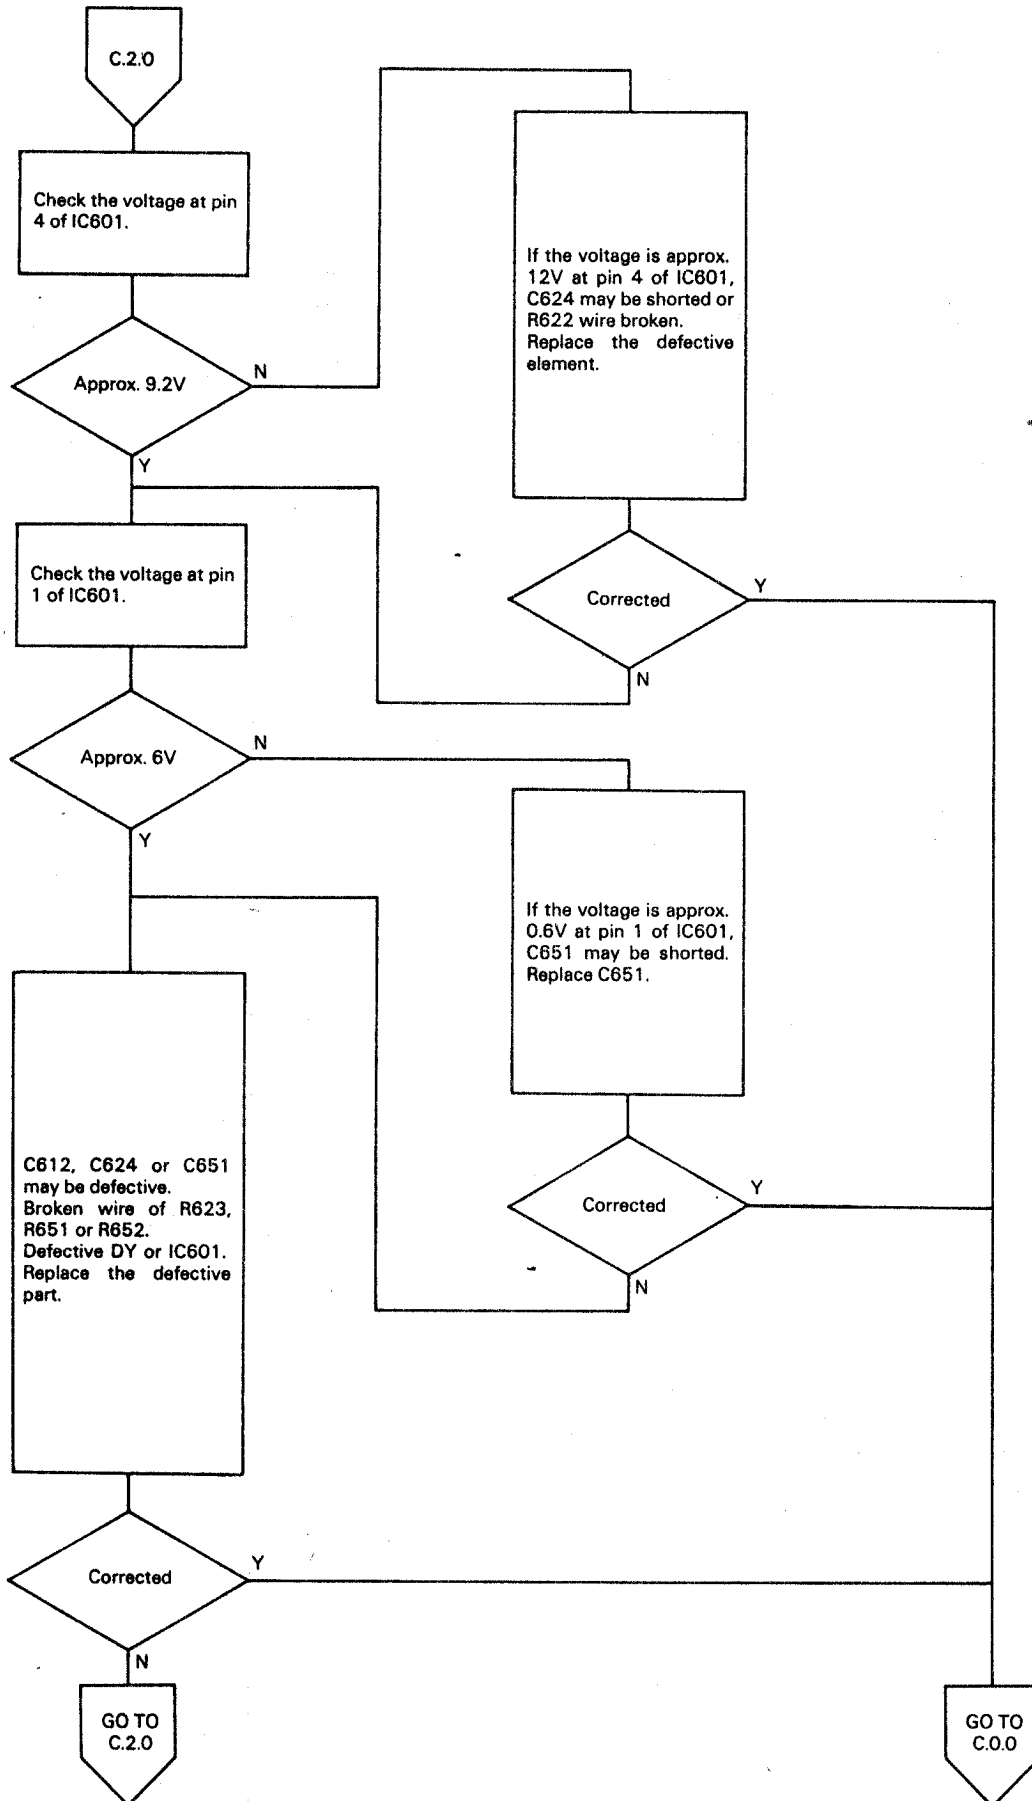 C.2.0
Check the voltage at pin
4 of IC601.
Approx. 9.2V
N
Y
If the voltage is approx.
12V at pin 4 of IC601,
C624 may be shorted or
R622 wire broken.
Replace the defective
element.
Corrected
Y
N
Check the voltage at pin
1 of IC601.
Approx. 6V
N
Y
If the voltage is approx.
0.6V at pin 1 of IC601,
C651 may be shorted.
Replace C651.
Corrected
Y
N
C612, C624 or C651
may be defective.
Broken wire of R623,
R651 or R652.
Defective DY or IC601.
Replace the defective
part.
Corrected
Y
N
GO TO
C.2.0
GO TO
C.0.0